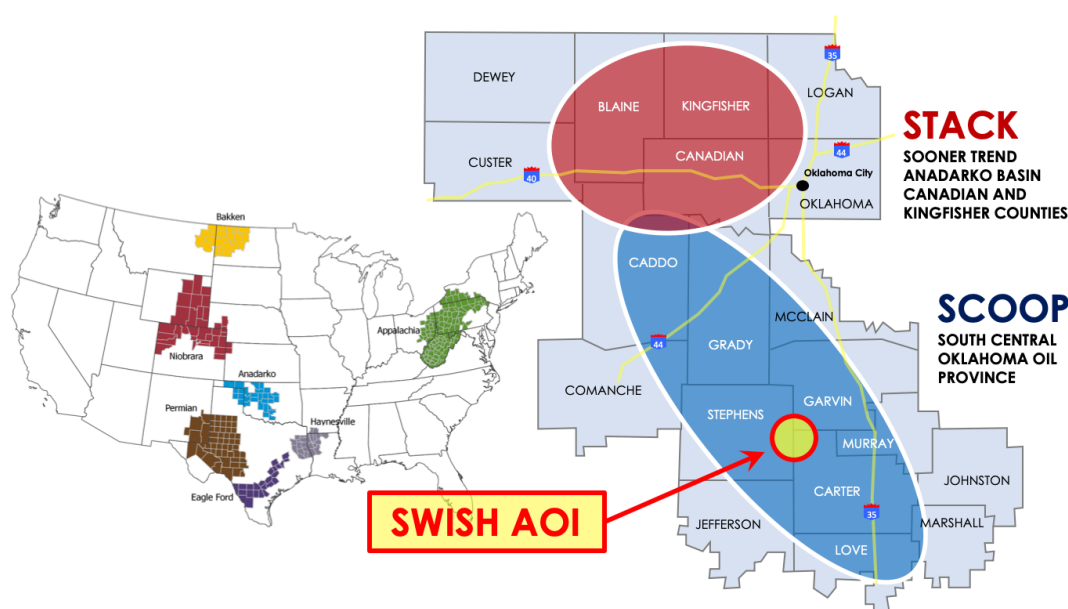 DEWEY
BLAINE
KINGFISHER
LOGAN
35
STACK
SOONER TREND
ANADARKO BASIN
CANADIAN AND
KINGFISHER COUNTIES
CUSTER
40
CANADIAN
44
Oklahoma City
OKLAHOMA
Bakken
Niobrara
Appalachia
Anadarko
Permian
Haynesville
Eagle Ford
CADDO
MCCLAIN
SCOOP
SOUTH CENTRAL
OKLAHOMA OIL
PROVINCE
44
GRADY
COMANCHE
STEPHENS
GARVIN
MURRAY
CARTER
JOHNSTON
35
JEFFERSON
MARSHALL
LOVE
SWISH AOI